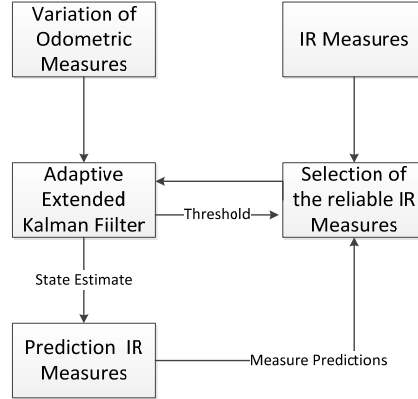 Variation of
Odometric
Measures
IR Measures
Adaptive
Extended
Kalman Fiilter
Threshold
Selection of
the reliable IR
Measures
State Estimate
Prediction IR
Measures
Measure Predictions